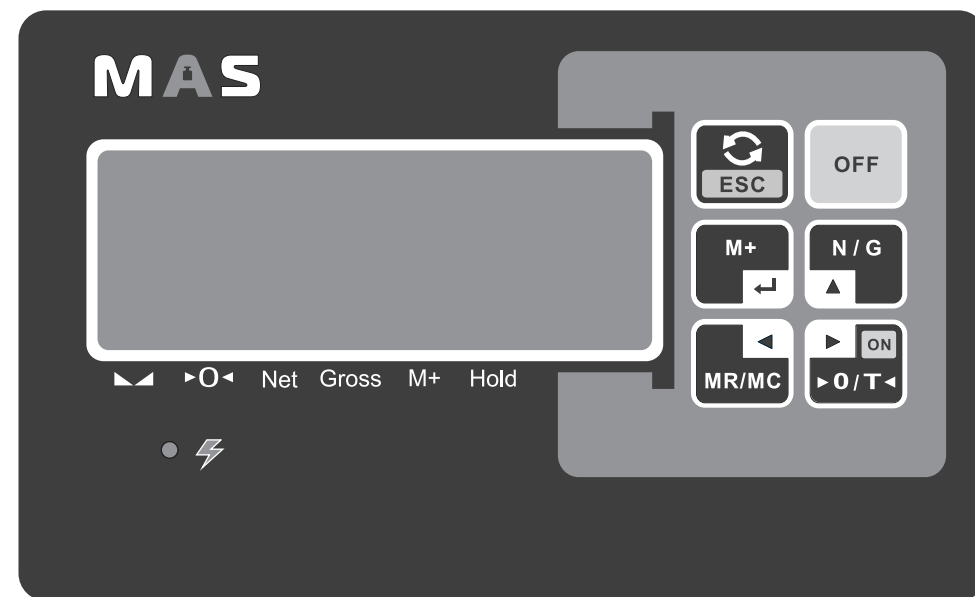 MAS
ESC
OFF
M+
N / G
ON
MR/MC
▸0/T◂
▸O◂ Net Gross M+ Hold